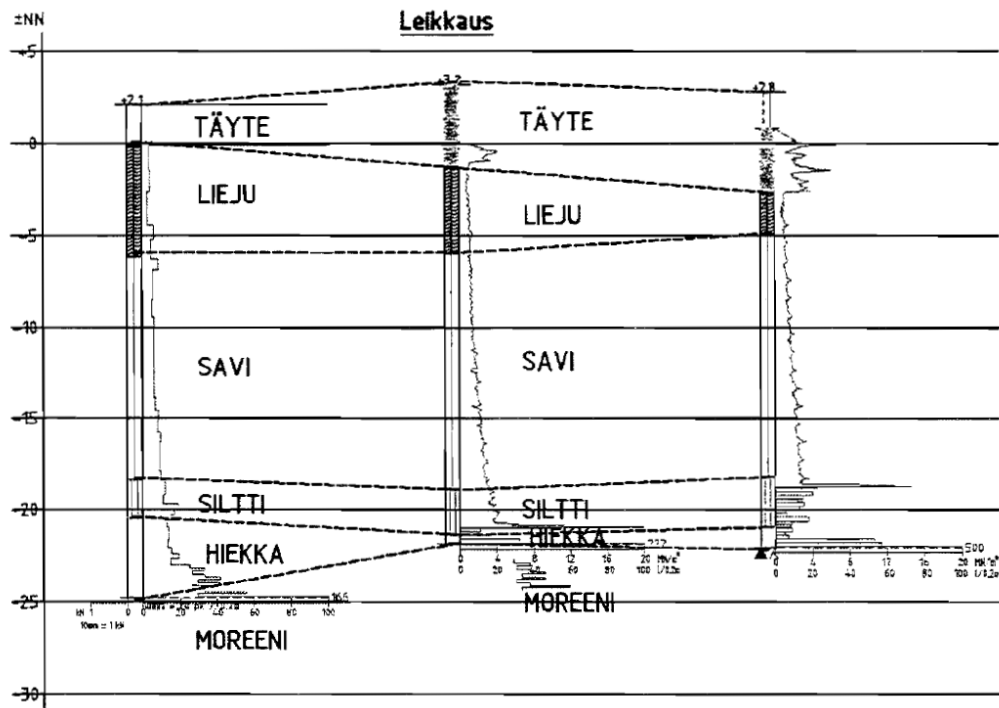 ±NN
Leikkaus
+5
+2.1
+3.2
+2.8
TÄYTE
TÄYTE
0
LIEJU
LIEJU
-5
-10
SAVI
SAVI
-15
SILTTI
SILTTI
-20
HIEKKA
HIEKKA
0 4 8 12 16 20 MN/m²
0 20 40 60 80 100
500
0 4
12 16 20
0 20 40 60 80 100
MOREENI
-25
0 20 40 60 80 100
10mm = 1 kN
MOREENI
-30